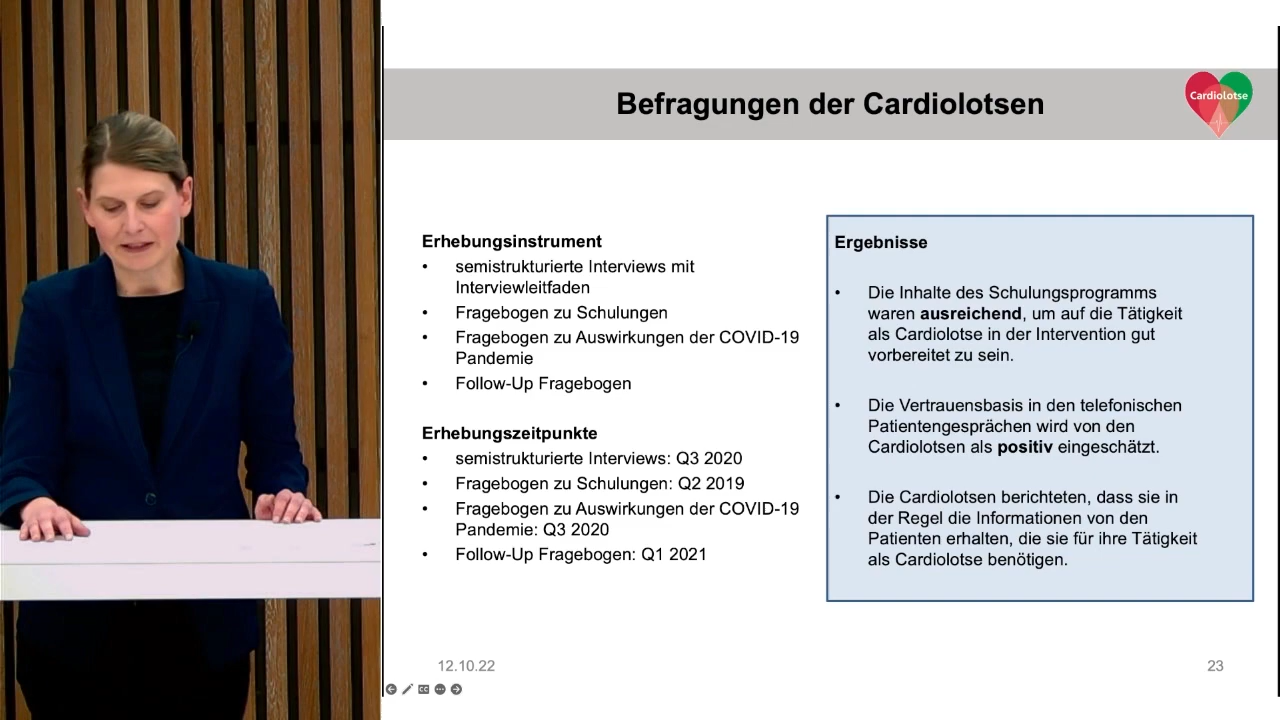 Befragungen der Cardiolotsen
Cardiolotse
Erhebungsinstrument
• semistrukturierte Interviews mit
Interviewleitfaden
• Fragebogen zu Schulungen
• Fragebogen zu Auswirkungen der COVID-19
Pandemie
• Follow-Up Fragebogen
Erhebungszeitpunkte
• semistrukturierte Interviews: Q3 2020
• Fragebogen zu Schulungen: Q2 2019
• Fragebogen zu Auswirkungen der COVID-19
Pandemie: Q3 2020
• Follow-Up Fragebogen: Q1 2021
Ergebnisse
• Die Inhalte des Schulungsprogramms
waren ausreichend, um auf die Tätigkeit
als Cardiolotse in der Intervention gut
vorbereitet zu sein.
• Die Vertrauensbasis in den telefonischen
Patientengesprächen wird von den
Cardiolotsen als positiv eingeschätzt.
• Die Cardiolotsen berichteten, dass sie in
der Regel die Informationen von den
Patienten erhalten, die sie für ihre Tätigkeit
als Cardiolotse benötigen.
12.10.22
23